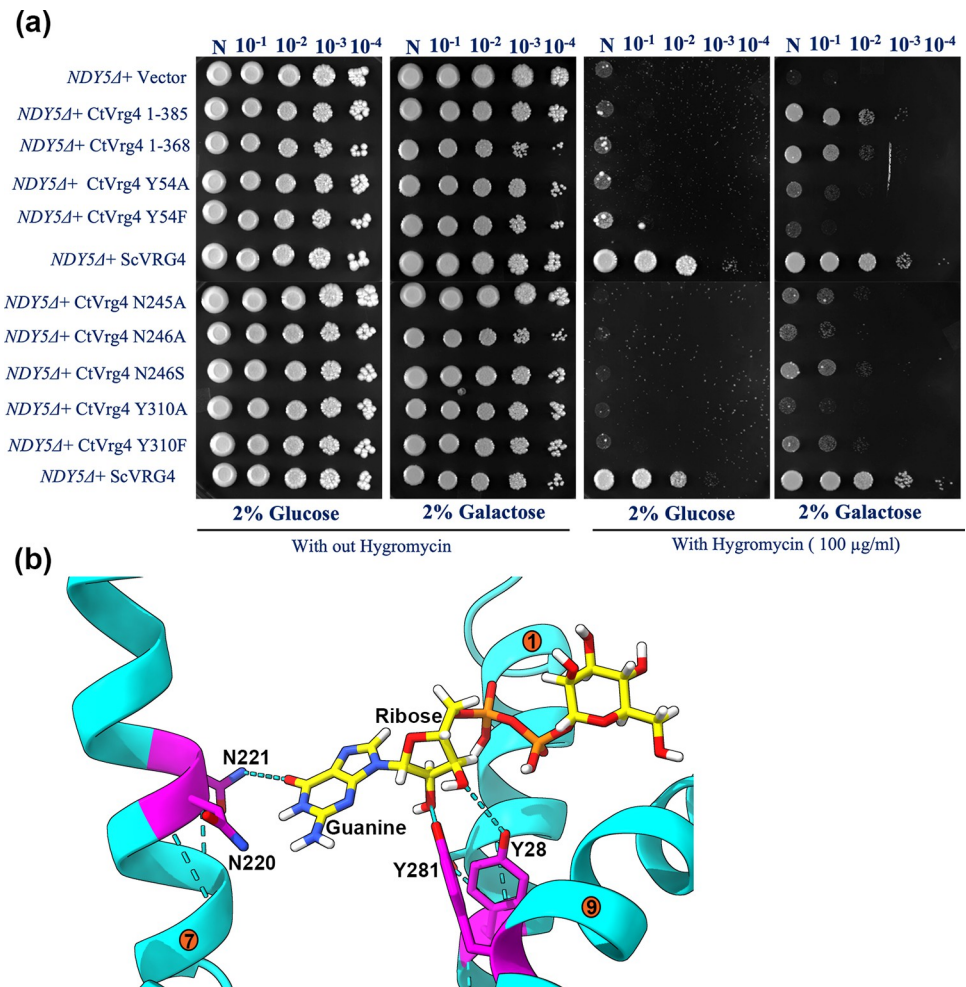 (a)
N 10-1 10-2 10-3 10-4 N 10-1 10-2 10-3 10-4 N 10-1 10-2 10-3 10-4 N 10-1 10-2 10-3 10-4
NDY5Δ+ Vector
NDY5Δ+ CtVrg4 1-385
NDY5Δ+ CtVrg4 1-368
NDY5Δ+ CtVrg4 Y54A
NDY5Δ+ CtVrg4 Y54F
NDY5Δ+ ScVRG4
NDY5Δ+ CtVrg4 N245A
NDY5Δ+ CtVrg4 N246A
NDY5Δ+ CtVrg4 N246S
NDY5Δ+ CtVrg4 Y310A
NDY5Δ+ CtVrg4 Y310F
NDY5Δ+ ScVRG4
2% Glucose 2% Galactose 2% Glucose 2% Galactose
With out Hygromycin With Hygromycin ( 100 µg/ml)
(b)
1
Ribose
N221
Guanine
N220
Y281
Y28
9
7